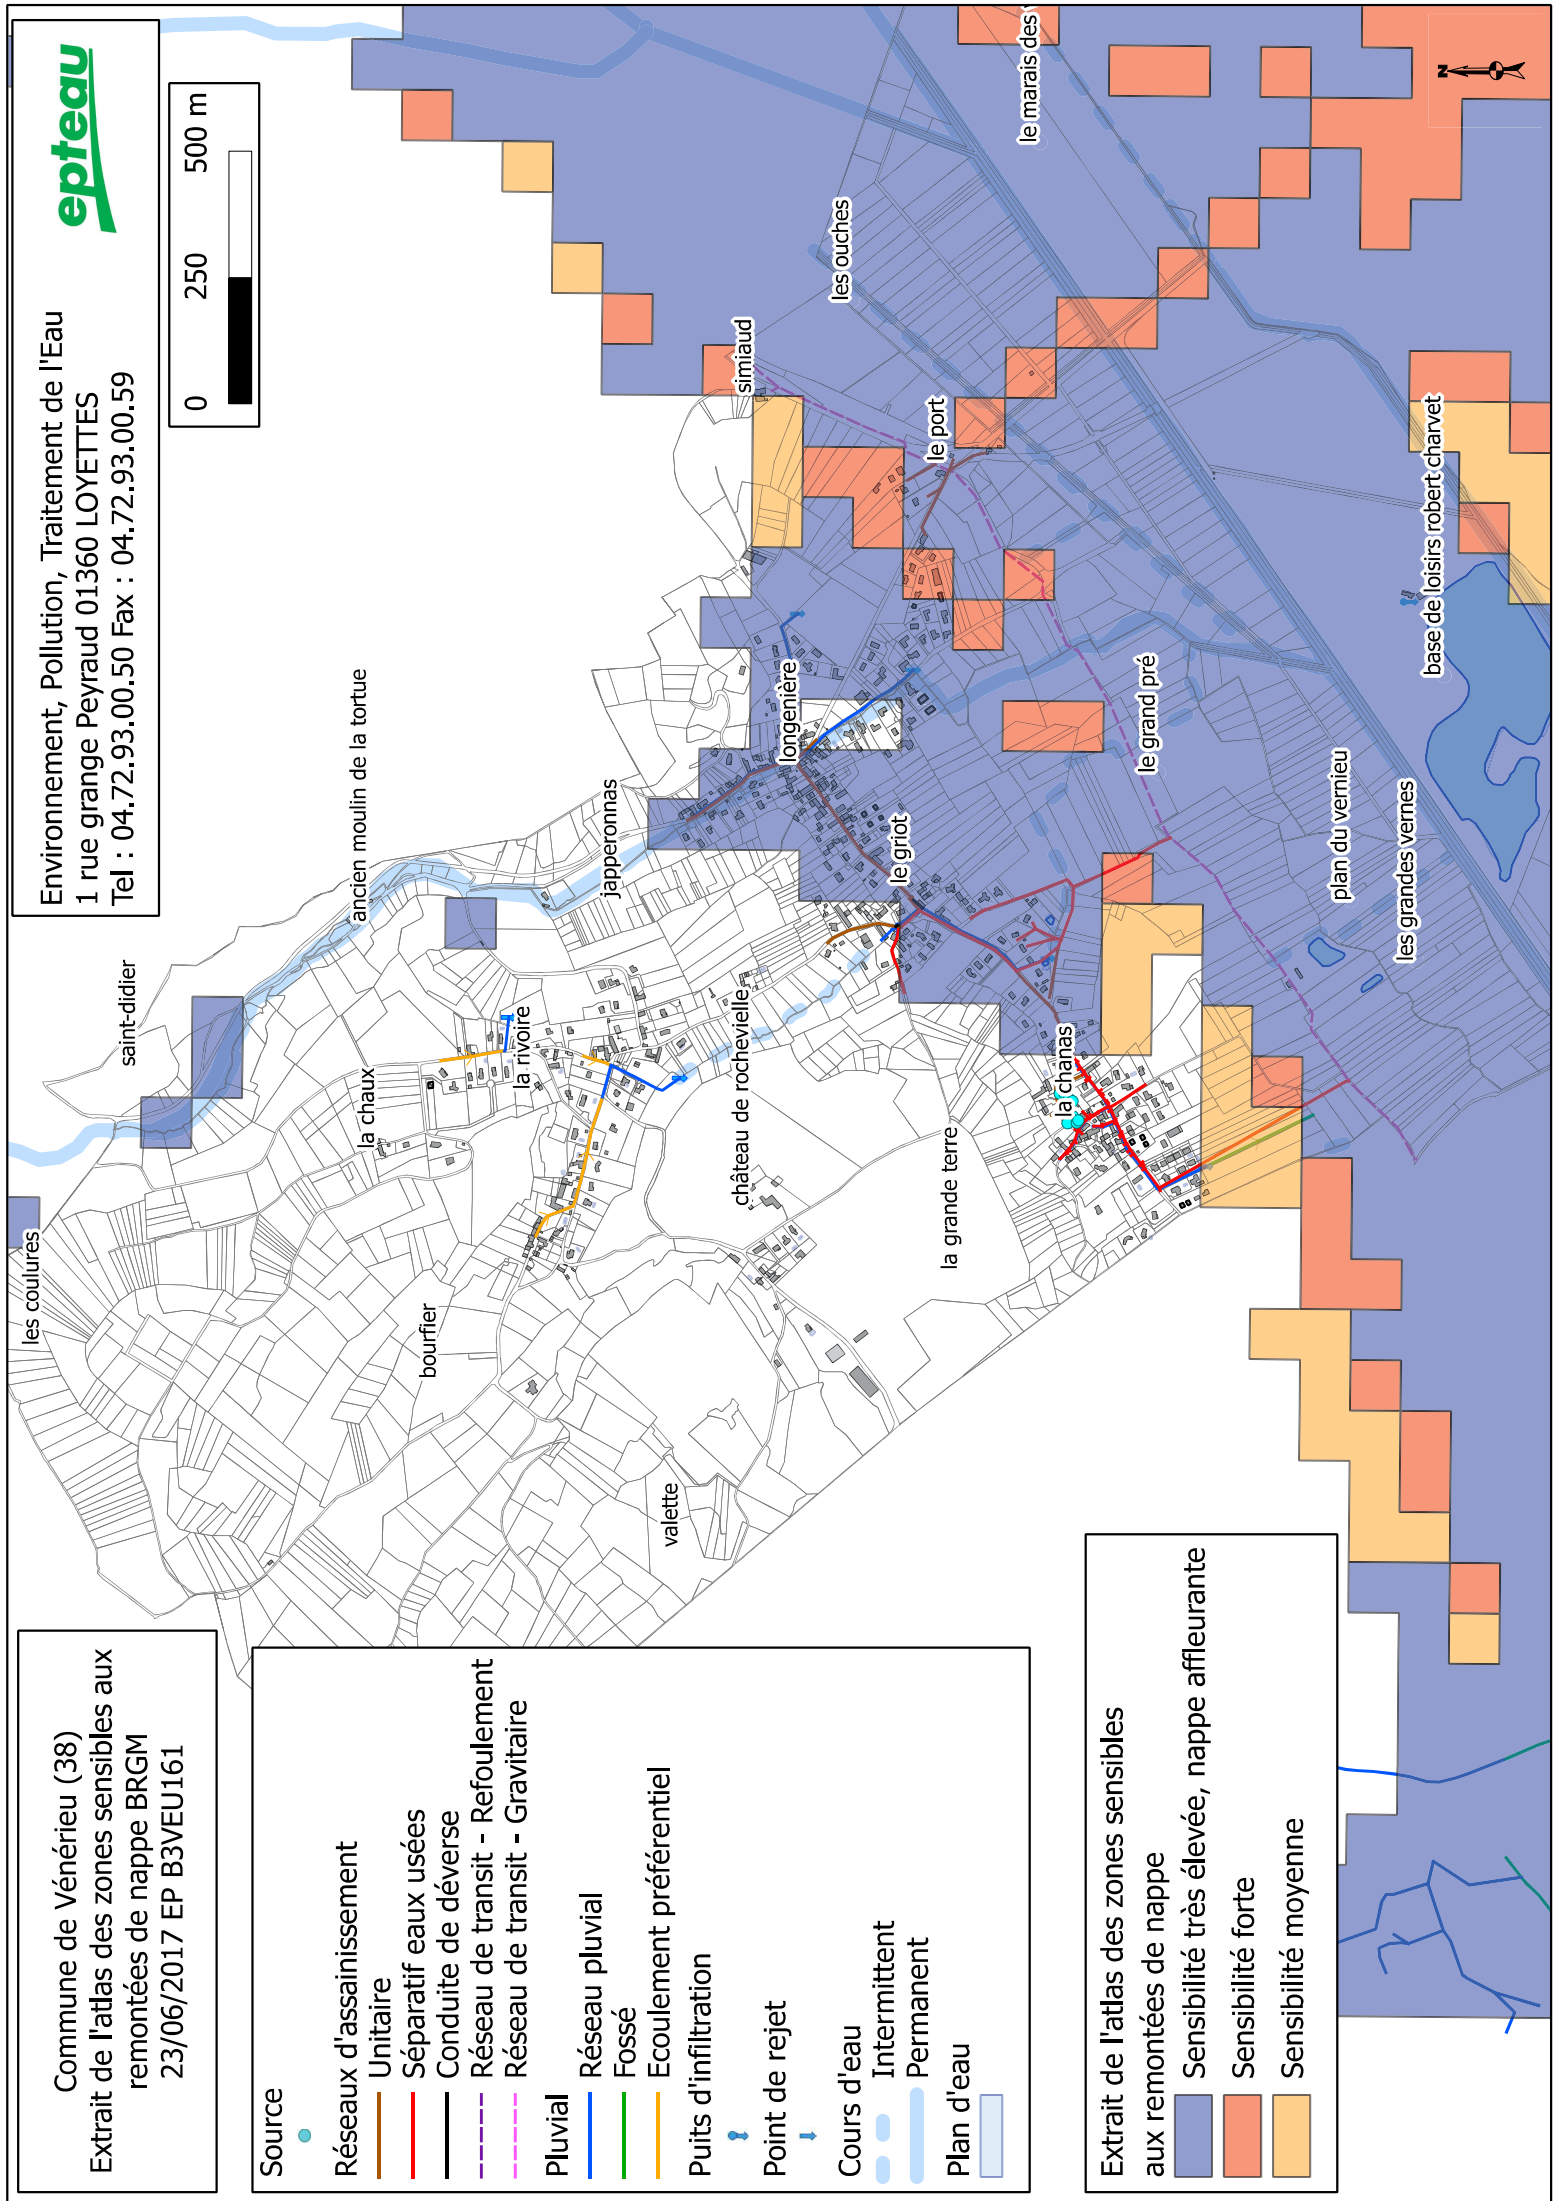 Commune de Vénérieu (38)
Extrait de l'atlas des zones sensibles aux
remontées de nappe BRGM
23/06/2017 EP B3VEU161
Environnement, Pollution, Traitement de l'Eau
1 rue grange Peyraud 01360 LOYETTES
Tel : 04.72.93.00.50 Fax : 04.72.93.00.59
epteau
0 250 500 m
Source
Réseaux d'assainissement
Unitaire
Séparatif eaux usées
Conduite de déverse
Réseau de transit - Refoulement
Réseau de transit - Gravitaire
Pluvial
Réseau pluvial
Fossé
Ecoulement préférentiel
Puits d'infiltration
Point de rejet
Cours d'eau
Intermittent
Permanent
Plan d'eau
Extrait de l'atlas des zones sensibles
aux remontées de nappe
Sensibilité très élevée, nappe affleurante
Sensibilité forte
Sensibilité moyenne
les coulures
saint-didier
ancien moulin de la tortue
la chaux
bourfier
la rivoire
japperonnas
valette
château de rochevielle
simiaud
longenière
les ouches
le griot
le port
la grande terre
la chanas
le marais des
le grand pré
plan du vernieu
les grandes vernes
base de loisirs robert charvet
N